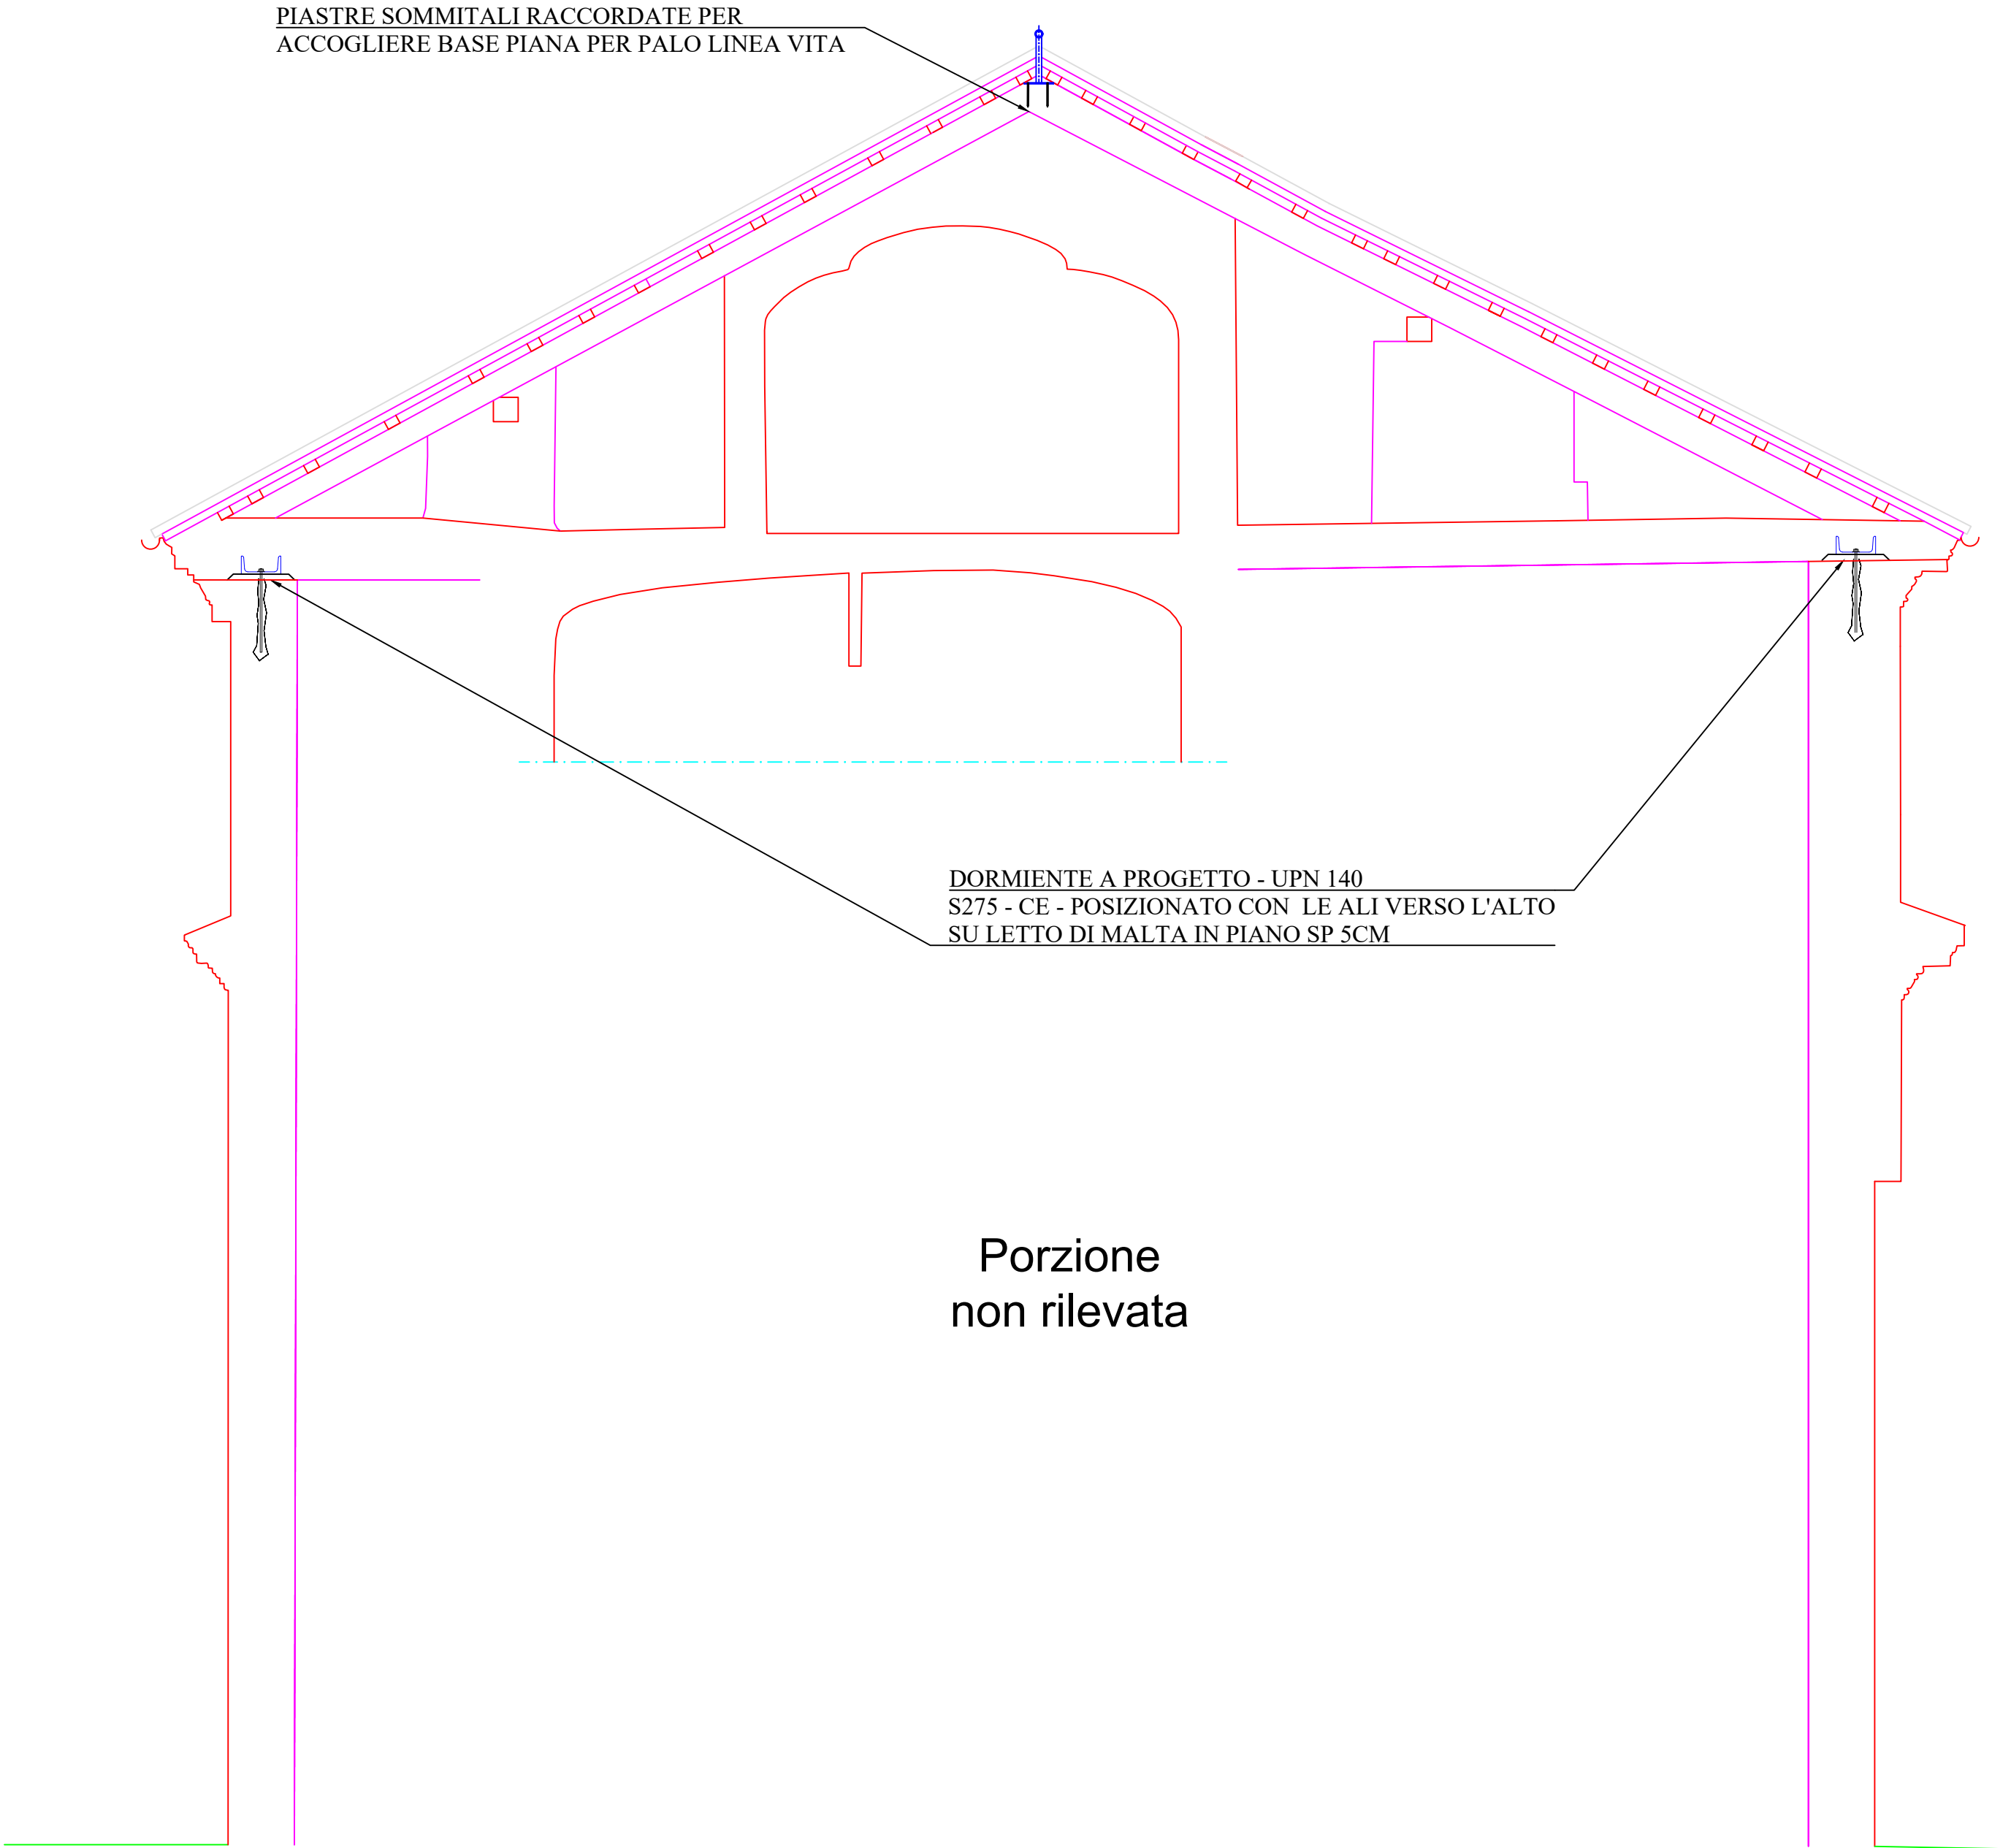 PIASTRE SOMMITALI RACCORDATE PER
ACCOGLIERE BASE PIANA PER PALO LINEA VITA
DORMIENTE A PROGETTO - UPN 140
S275 - CE - POSIZIONATO CON LE ALI VERSO L'ALTO
SU LETTO DI MALTA IN PIANO SP 5CM
Porzione
non rilevata